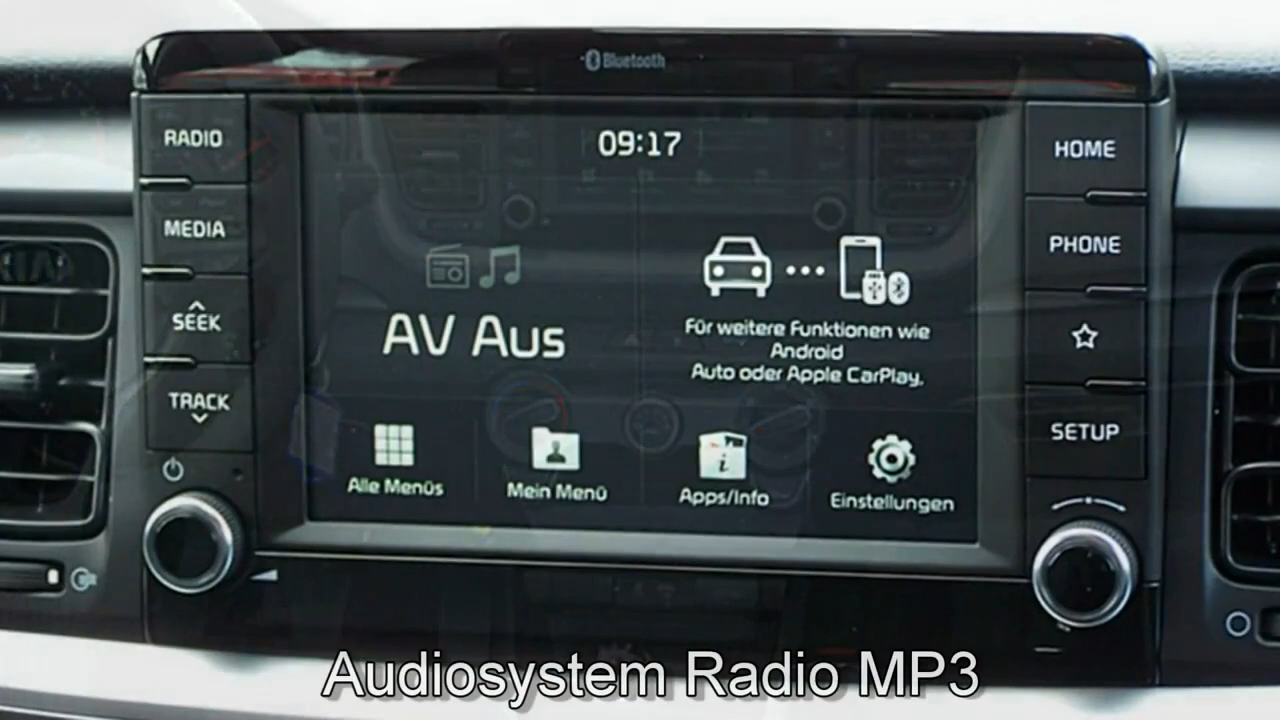 Bluetooth
RADIO
MEDIA
SEEK
TRACK
09:17
AV Aus
Für weitere Funktionen wie
Android
Auto oder Apple CarPlay,
Alle Menüs
Mein Menü
Apps/Info
Einstellungen
HOME
PHONE
SETUP
Audiosystem Radio MP3